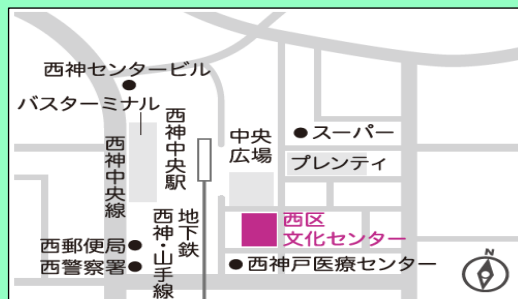 西神センタービル
バスターミナル
西神中央駅
中央
広場
スーパー
プレンティ
西神中央線
地下鉄
西神・山手線
西区
文化センター
西郵便局
西警察署
西神戸医療センター
N